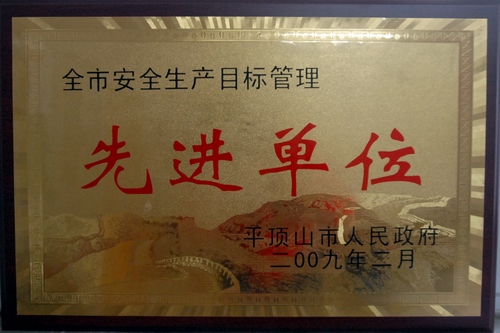 全市安全生产目标管理
先进单位
平顶山市人民政府
二00九年二月